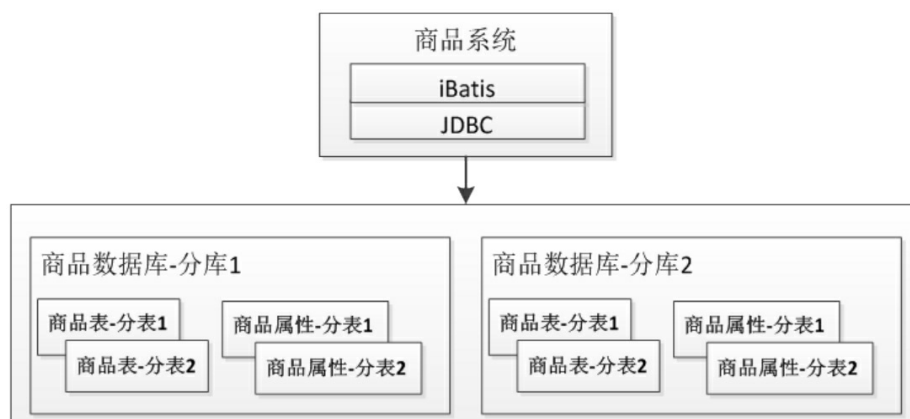 商品系统
iBatis
JDBC
商品数据库-分库1
商品表-分表1
商品属性-分表1
商品表-分表2
商品属性-分表2
商品数据库-分库2
商品表-分表1
商品属性-分表1
商品表-分表2
商品属性-分表2